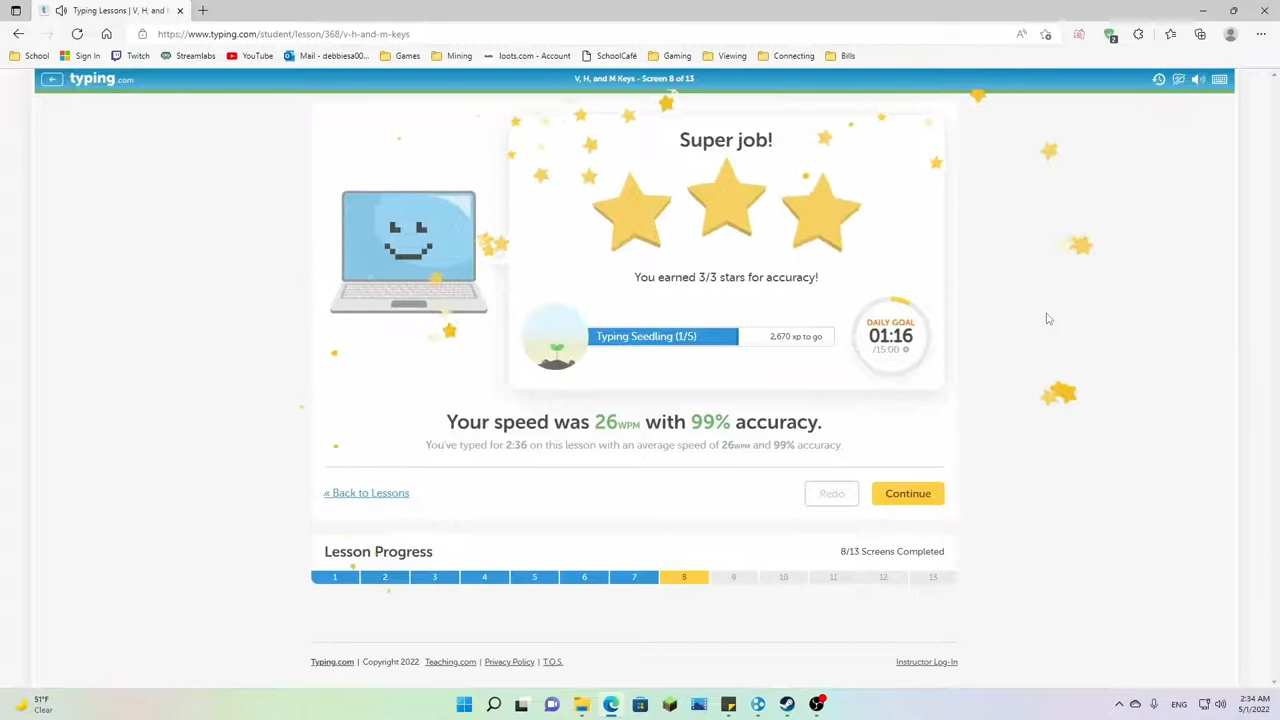 Typing Lessons | V, H, and
https://www.typing.com/student/lesson/368/v-h-and-m-keys
School Sign In Twitch Streamlabs YouTube Mail - debbiesa00... Games Mining loots.com - Account SchoolCafé Gaming Viewing Connecting Bills
typing.com
V, H, and M Keys - Screen 8 of 13
Super job!
You earned 3/3 stars for accuracy!
Typing Seedling (1/5)
2,670 xp to go
DAILY GOAL
01:16
/15:00
Your speed was 26WPM with 99% accuracy.
You've typed for 2:36 on this lesson with an average speed of 26WPM and 99% accuracy.
« Back to Lessons
Redo
Continue
Lesson Progress
8/13 Screens Completed
1 2 3 4 5 6 7 8 9 10 11 12 13
Typing.com | Copyright 2022 Teaching.com | Privacy Policy | T.O.S.
Instructor Log-In
51°F
Clear
ENG
2:34 AM
5/1/2022